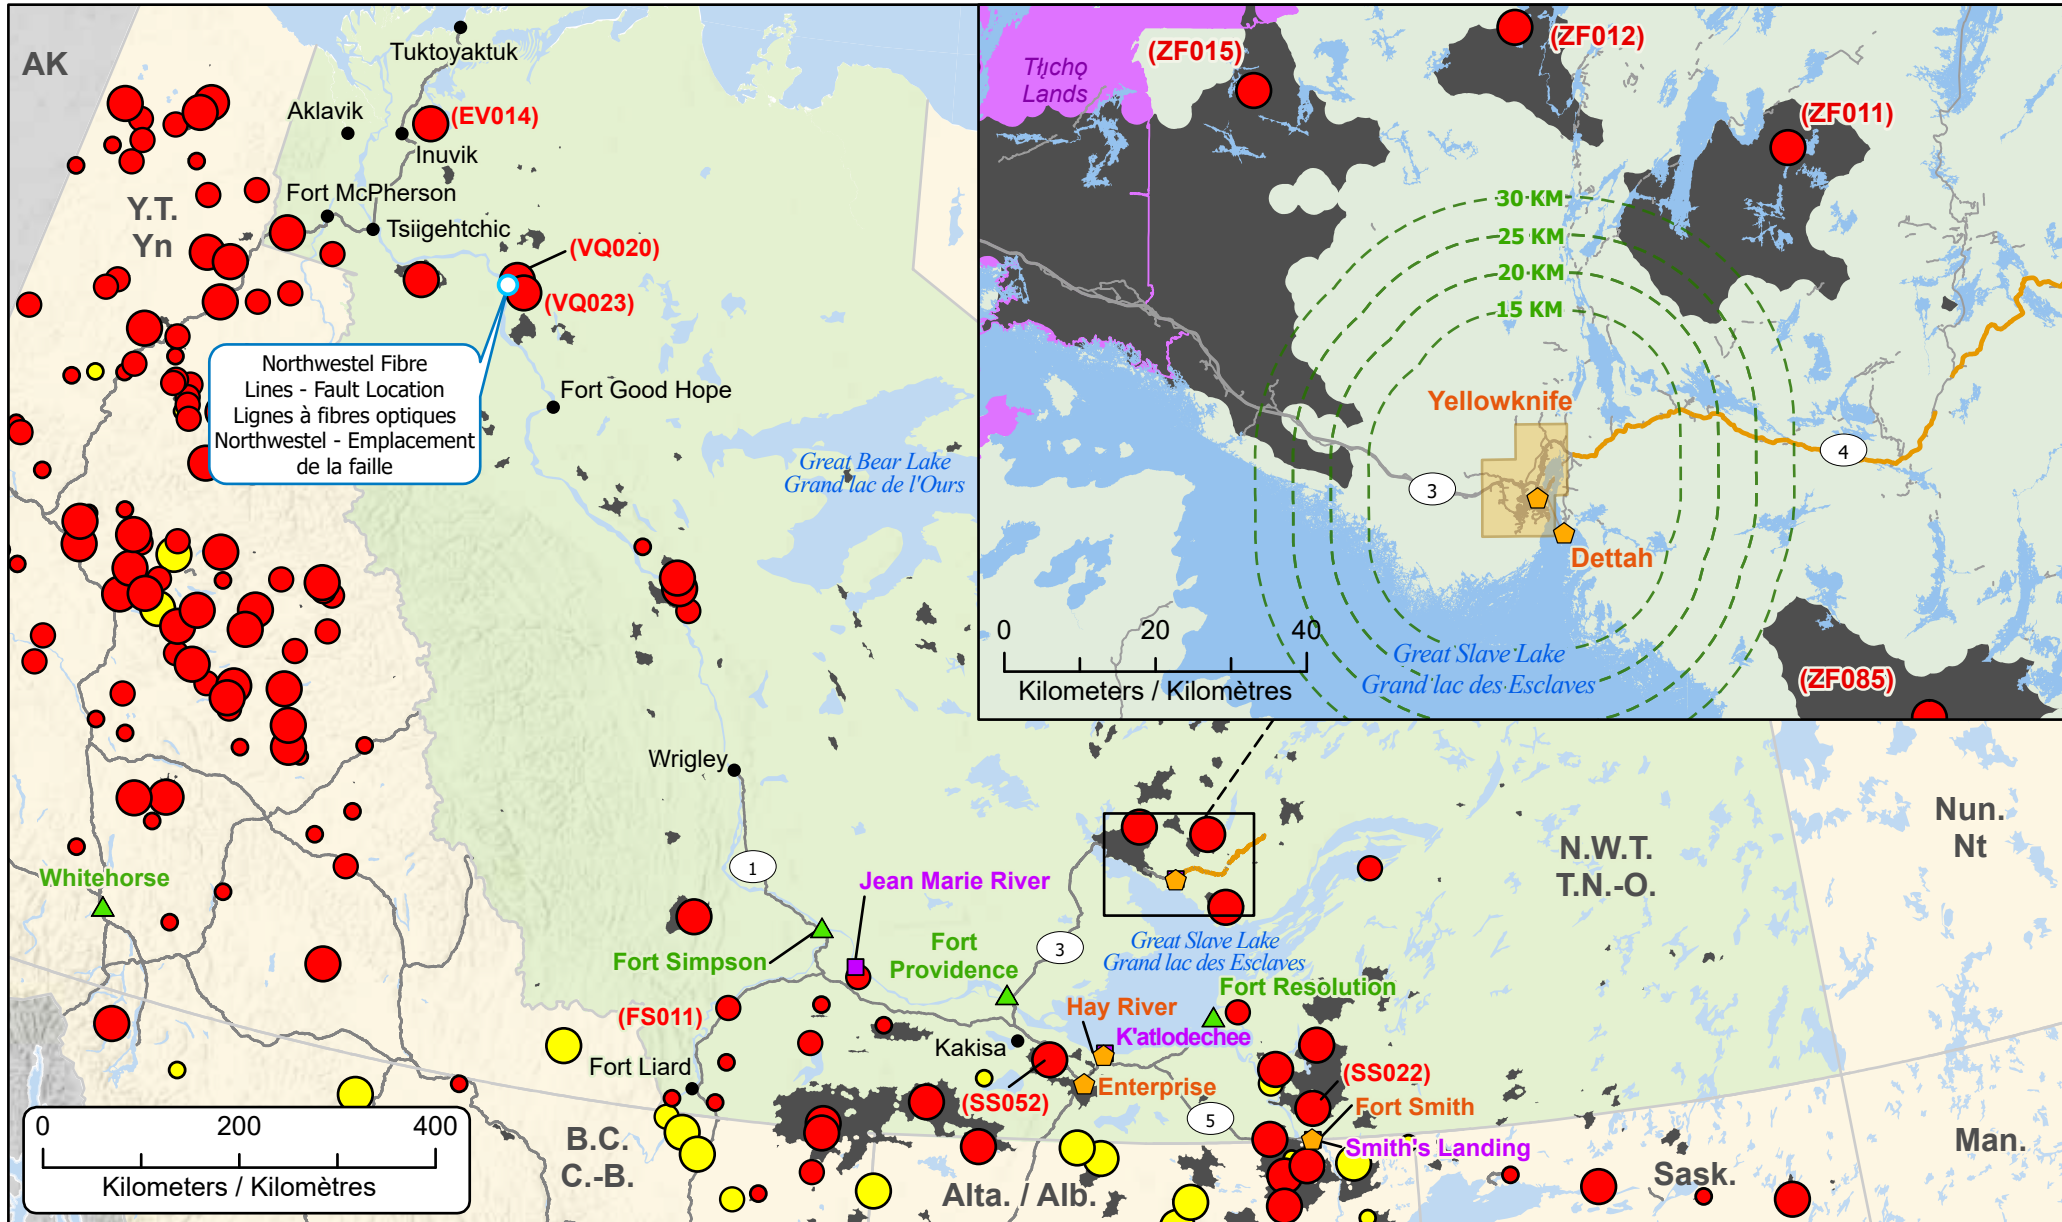 AK
Tuktoyaktuk
Aklavik
(EV014)
Inuvik
Fort McPherson
Y.T.
Yn
Tsiigehtchic
(VQ020)
(VQ023)
Northwestel Fibre
Lines - Fault Location
Lignes à fibres optiques
Northwestel - Emplacement
de la faille
Fort Good Hope
Great Bear Lake
Grand lac de l'Ours
Tłı̨chǫ
Lands
(ZF015)
(ZF012)
(ZF011)
30 KM
25 KM
20 KM
15 KM
Yellowknife
4
3
Dettah
0 20 40
Kilometers / Kilomètres
Great Slave Lake
Grand lac des Esclaves
(ZF085)
Wrigley
1
Whitehorse
Jean Marie River
N.W.T.
T.N.-O.
Nun.
Nt
Fort
Providence
3
Great Slave Lake
Grand lac des Esclaves
Fort Simpson
Fort Resolution
(FS011)
Hay River
K'atlodechee
Kakisa
Fort Liard
Enterprise
(SS052)
(SS022)
Fort Smith
5
Smith's Landing
0 200 400
Kilometers / Kilomètres
B.C.
C.-B.
Alta. / Alb.
Sask.
Man.